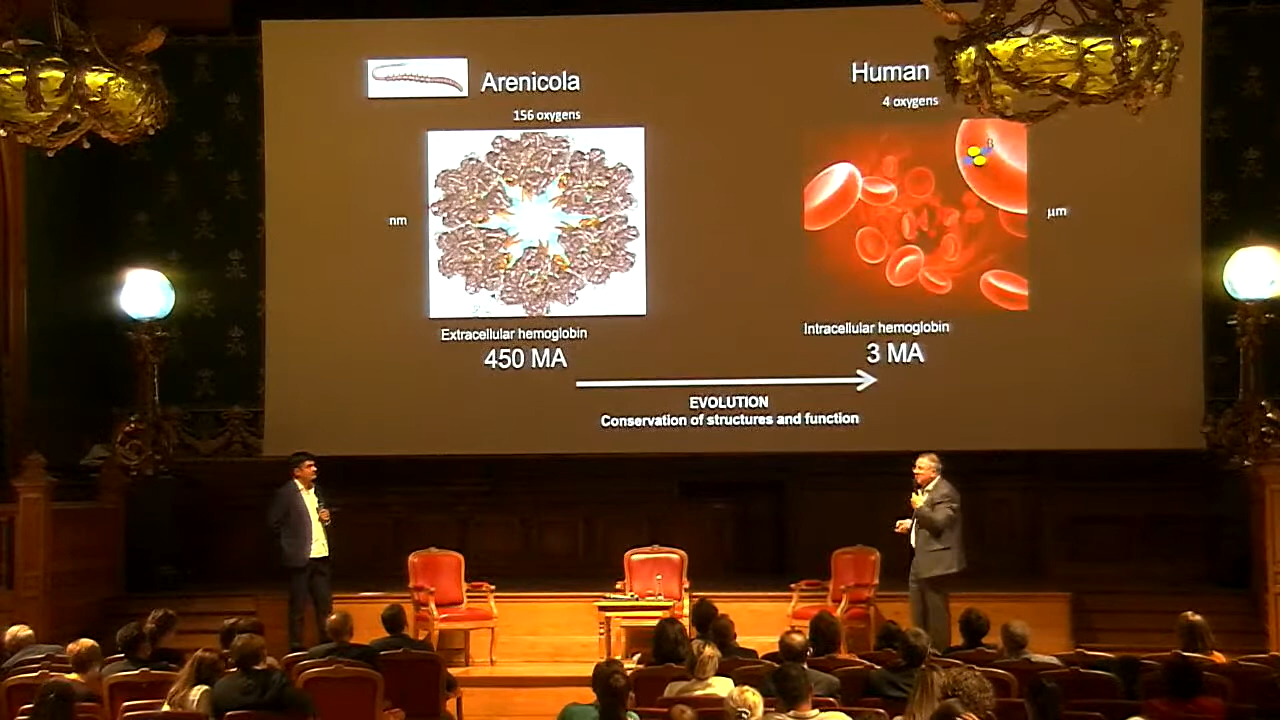 Arenicola
156 oxygens
nm
Extracellular hemoglobin
450 MA
Human
4 oxygens
β
µm
Intracellular hemoglobin
3 MA
EVOLUTION
Conservation of structures and function